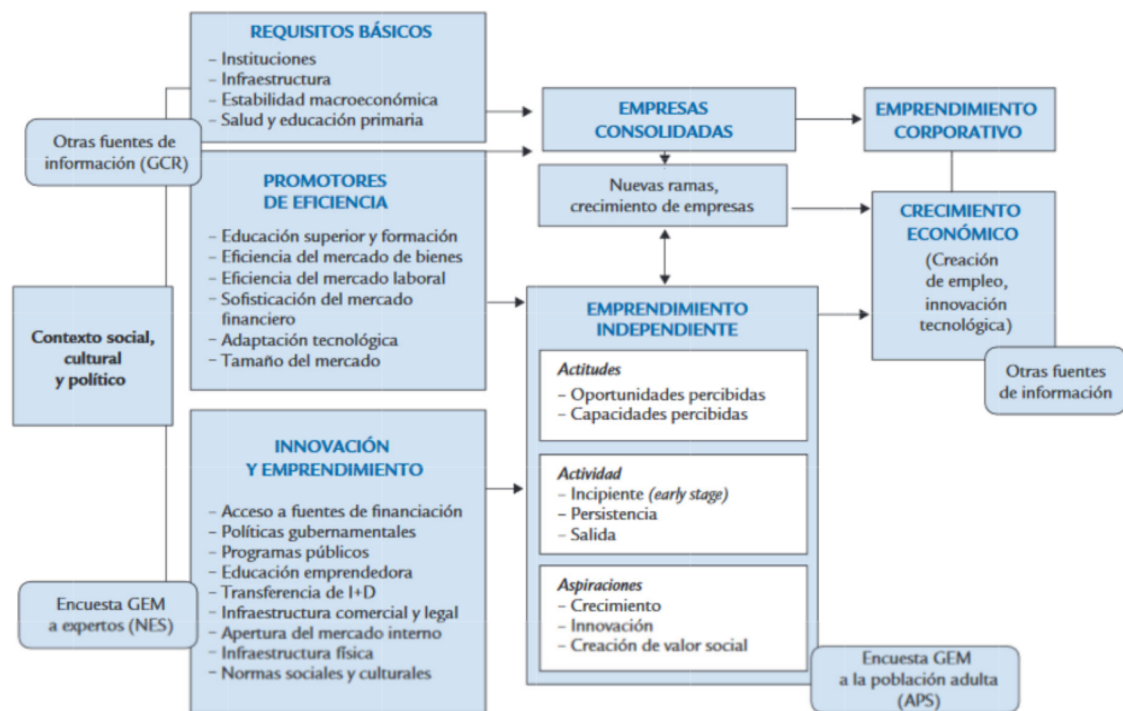 REQUISITOS BÁSICOS
– Instituciones
– Infraestructura
– Estabilidad macroeconómica
– Salud y educación primaria
Otras fuentes de
información (GCR)
PROMOTORES
DE EFICIENCIA
– Educación superior y formación
– Eficiencia del mercado de bienes
– Eficiencia del mercado laboral
– Sofisticación del mercado
financiero
– Adaptación tecnológica
– Tamaño del mercado
Contexto social,
cultural
y político
INNOVACIÓN
Y EMPRENDIMIENTO
– Acceso a fuentes de financiación
– Políticas gubernamentales
– Programas públicos
– Educación emprendedora
– Transferencia de I+D
– Infraestructura comercial y legal
– Apertura del mercado interno
– Infraestructura física
– Normas sociales y culturales
Encuesta GEM
a expertos (NES)
EMPRESAS
CONSOLIDADAS
Nuevas ramas,
crecimiento de empresas
EMPRENDIMIENTO
INDEPENDIENTE
Actitudes
– Oportunidades percibidas
– Capacidades percibidas
Actividad
– Incipiente (early stage)
– Persistencia
– Salida
Aspiraciones
– Crecimiento
– Innovación
– Creación de valor social
EMPRENDIMIENTO
CORPORATIVO
CRECIMIENTO
ECONÓMICO
(Creación
de empleo,
innovación
tecnológica)
Otras fuentes
de información
Encuesta GEM
a la población adulta
(APS)